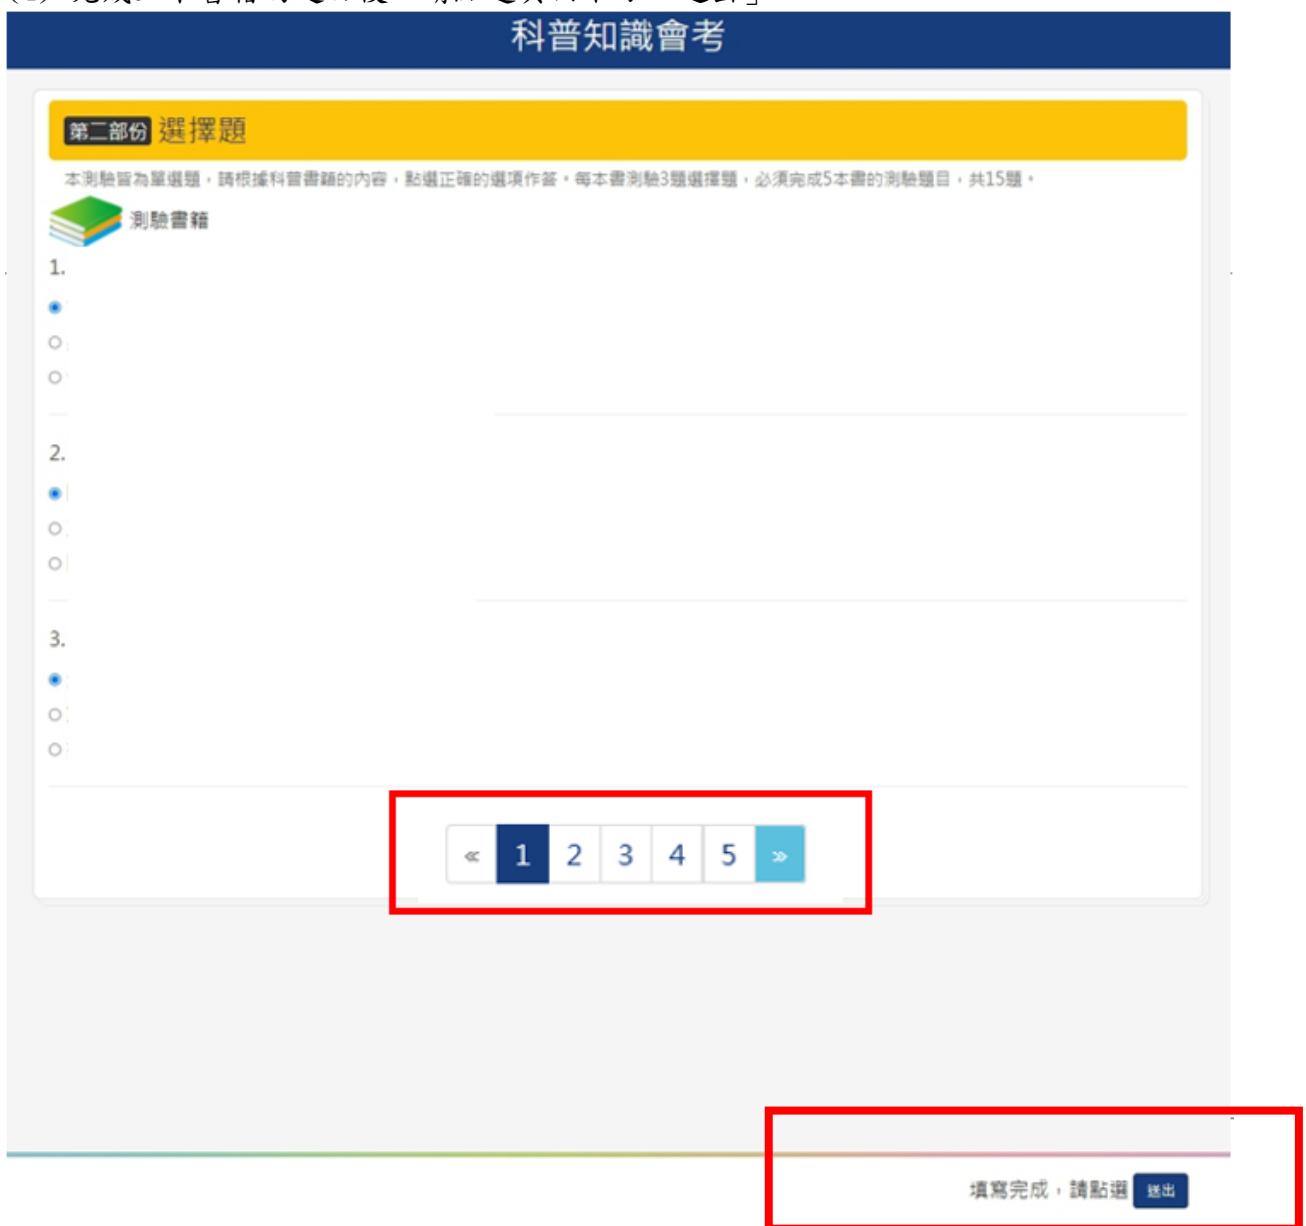 科普知識會考
第二部份 選擇題
本測驗皆為單選題，請根據科普書籍的內容，點選正確的選項作答。每本書測驗3題選擇題，必須完成5本書的測驗題目，共15題。
測驗書籍
1.
2.
3.
« 1 2 3 4 5 »
填寫完成，請點選 送出